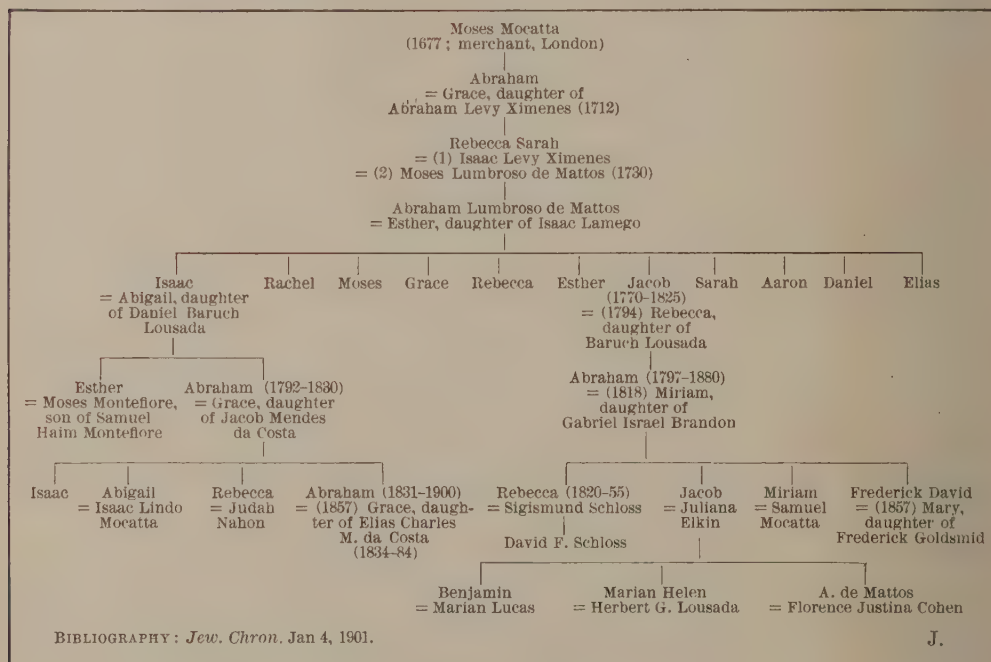 Moses Mocatta
(1677; merchant, London)
Abraham
= Grace, daughter of
Abraham Levy Ximenes (1712)
Rebecca Sarah
= (1) Isaac Levy Ximenes
= (2) Moses Lumbroso de Mattos (1730)
Abraham Lumbroso de Mattos
= Esther, daughter of Isaac Lamego
Isaac
= Abigail, daughter
of Daniel Baruch
Lousada
Rachel
Moses
Grace
Rebecca
Esther
Jacob
(1770-1825)
= (1794) Rebecca,
daughter of
Baruch Lousada
Sarah
Aaron
Daniel
Elias
Esther
= Moses Montefiore,
son of Samuel
Haim Montefiore
Abraham (1792-1830)
= Grace, daughter
of Jacob Mendes
da Costa
Abraham (1797-1880)
= (1818) Miriam,
daughter of
Gabriel Israel Brandon
Isaac
Abigail
= Isaac Lindo
Mocatta
Rebecca
= Judah
Nahon
Abraham (1831-1900)
= (1857) Grace, daugh-
ter of Elias Charles
M. da Costa
(1834-84)
Rebecca (1820-55)
= Sigismund Schloss
David F. Schloss
Jacob
= Juliana
Elkin
Miriam
= Samuel
Mocatta
Frederick David
= (1857) Mary,
daughter of
Frederick Goldsmid
Benjamin
= Marian Lucas
Marian Helen
= Herbert G. Lousada
A. de Mattos
= Florence Justina Cohen
BIBLIOGRAPHY: Jew. Chron. Jan 4, 1901.
J.